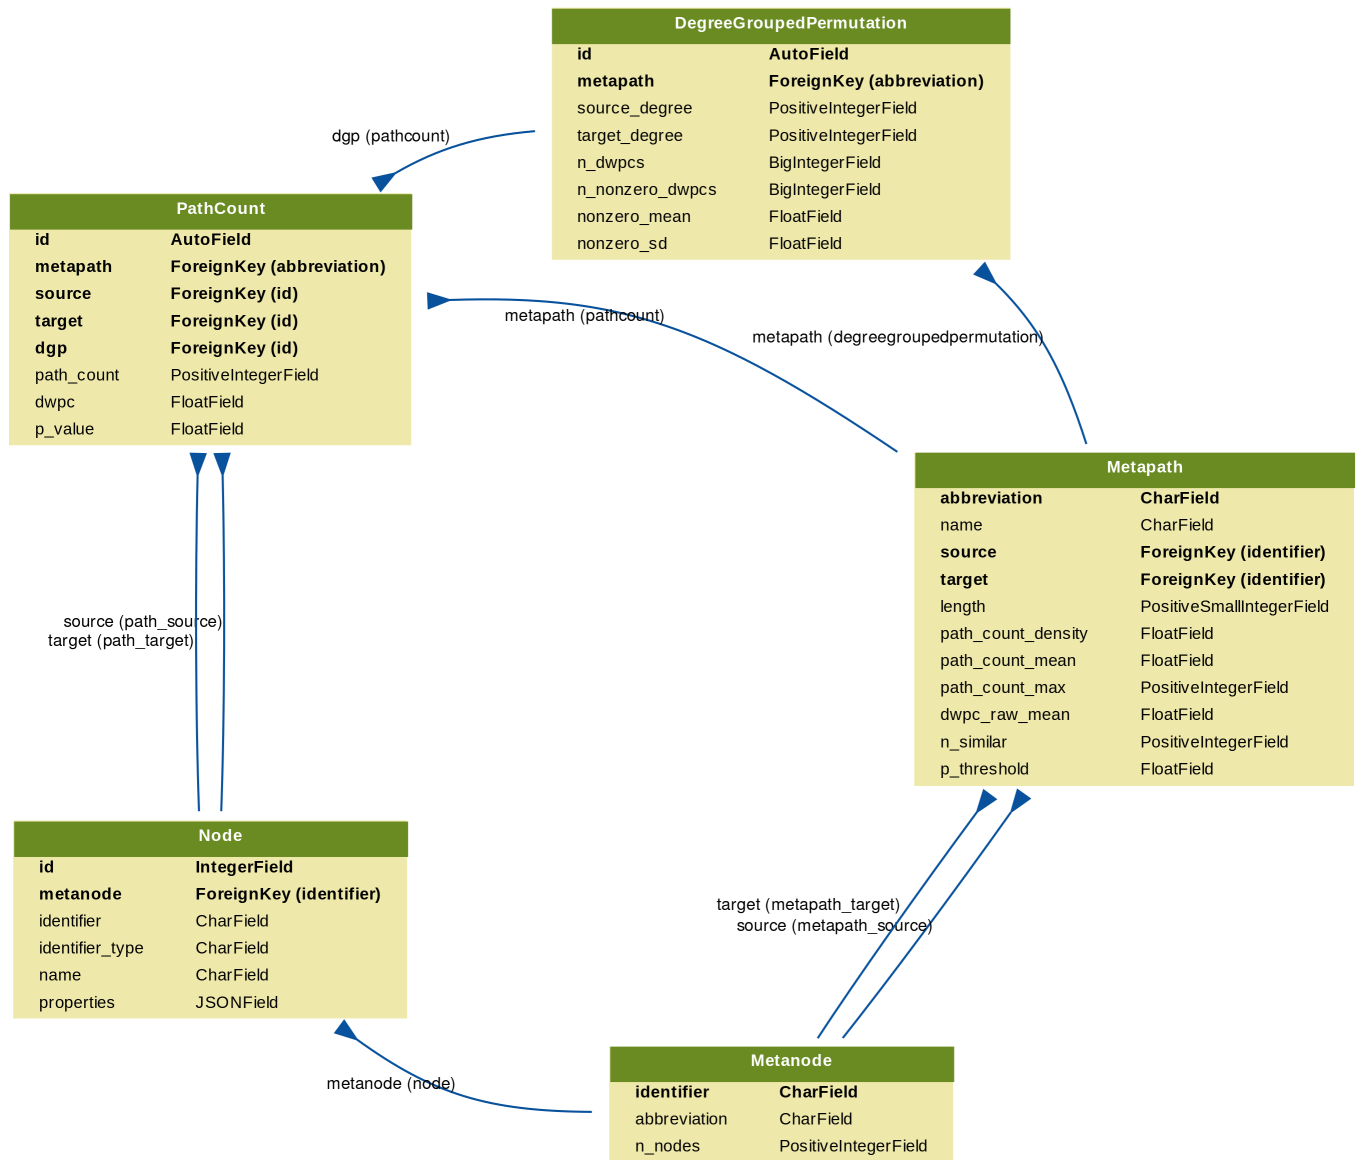 DegreeGroupedPermutation
id AutoField
metapath ForeignKey (abbreviation)
source_degree PositiveIntegerField
target_degree PositiveIntegerField
n_dwpcs BigIntegerField
n_nonzero_dwpcs BigIntegerField
nonzero_mean FloatField
nonzero_sd FloatField
dgp (pathcount)
PathCount
id AutoField
metapath ForeignKey (abbreviation)
source ForeignKey (id)
target ForeignKey (id)
dgp ForeignKey (id)
path_count PositiveIntegerField
dwpc FloatField
p_value FloatField
metapath (pathcount)
metapath (degreegroupedpermutation)
Metapath
abbreviation CharField
name CharField
source ForeignKey (identifier)
target ForeignKey (identifier)
length PositiveSmallIntegerField
path_count_density FloatField
path_count_mean FloatField
path_count_max PositiveIntegerField
dwpc_raw_mean FloatField
n_similar PositiveIntegerField
p_threshold FloatField
source (path_source)
target (path_target)
Node
id IntegerField
metanode ForeignKey (identifier)
identifier CharField
identifier_type CharField
name CharField
properties JSONField
target (metapath_target)
source (metapath_source)
metanode (node)
Metanode
identifier CharField
abbreviation CharField
n_nodes PositiveIntegerField